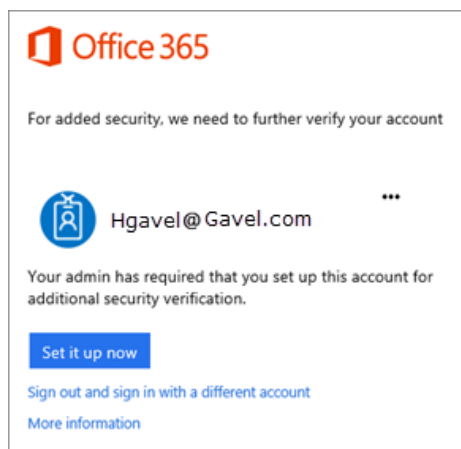 Office 365
For added security, we need to further verify your account
•••
Hgavel@Gavel.com
Your admin has required that you set up this account for
additional security verification.
Set it up now
Sign out and sign in with a different account
More information